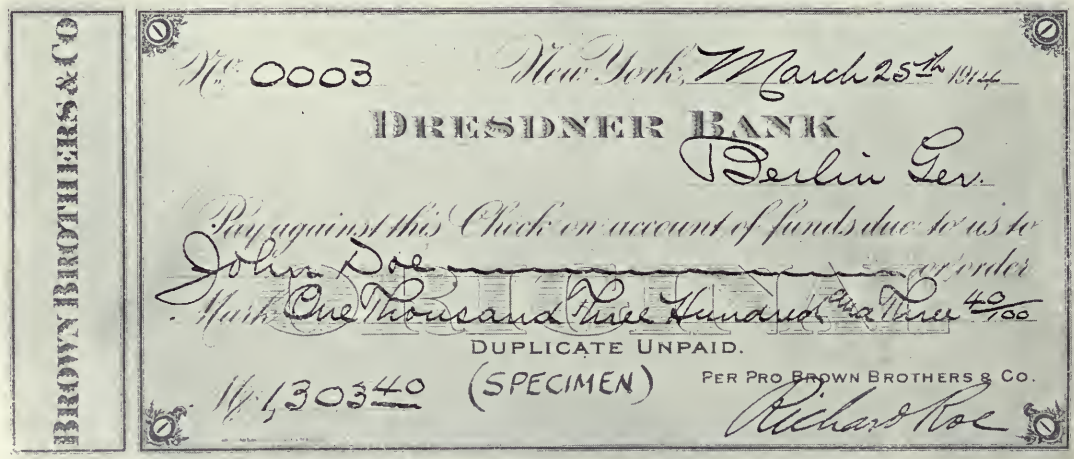 BROWN BROTHERS & CO
No. 0003 New York, March 25th 1914
DRESDNER BANK
Berlin Ger.
Pay against this Check on account of funds due to us to
John Doe or order
ORIGINAL
Mark One Thousand Three Hundred and Three 40/100
DUPLICATE UNPAID.
M. 1,303 40 (SPECIMEN) PER PRO BROWN BROTHERS & CO.
Richard Roe